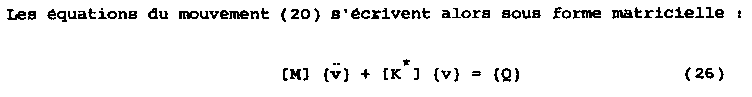 Les équations du mouvement (20) s'écrivent alors sous forme matricielle :
[M] {v̈} + [K*] {v} = {Q} (26)